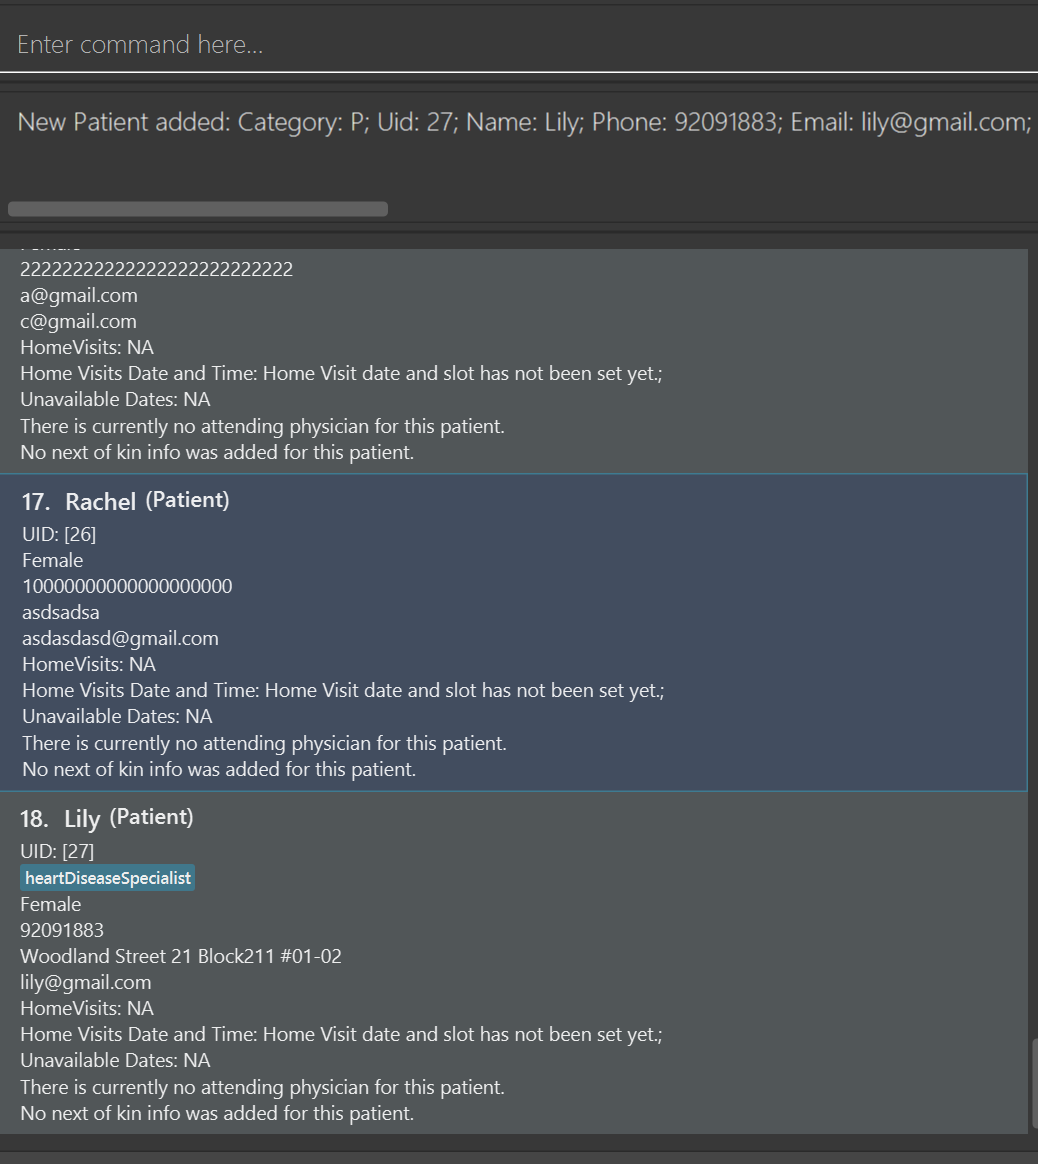 Enter command here...
New Patient added: Category: P; Uid: 27; Name: Lily; Phone: 92091883; Email: lily@gmail.com;
22222222222222222222222222
a@gmail.com
c@gmail.com
HomeVisits: NA
Home Visits Date and Time: Home Visit date and slot has not been set yet.;
Unavailable Dates: NA
There is currently no attending physician for this patient.
No next of kin info was added for this patient.
17. Rachel (Patient)
UID: [26]
Female
10000000000000000000
asdsadsa
asdasdasd@gmail.com
HomeVisits: NA
Home Visits Date and Time: Home Visit date and slot has not been set yet.;
Unavailable Dates: NA
There is currently no attending physician for this patient.
No next of kin info was added for this patient.
18. Lily (Patient)
UID: [27]
heartDiseaseSpecialist
Female
92091883
Woodland Street 21 Block211 #01-02
lily@gmail.com
HomeVisits: NA
Home Visits Date and Time: Home Visit date and slot has not been set yet.;
Unavailable Dates: NA
There is currently no attending physician for this patient.
No next of kin info was added for this patient.